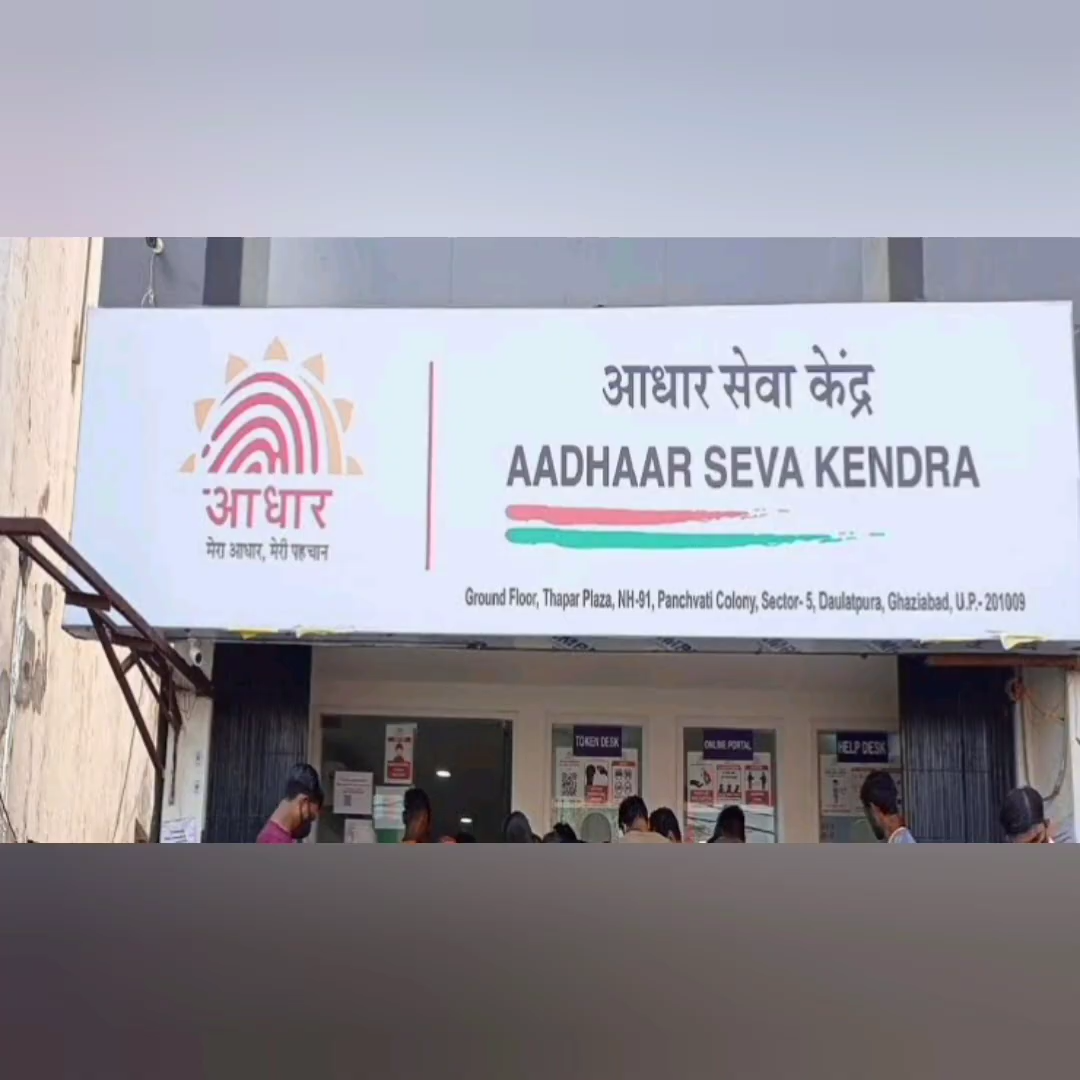 आधार
मेरा आधार, मेरी पहचान
आधार सेवा केंद्र
AADHAAR SEVA KENDRA
Ground Floor, Thapar Plaza, NH-91, Panchvati Colony, Sector- 5, Daulatpura, Ghaziabad, U.P.- 201009
TOKEN DESK
ONLINE PORTAL
HELP DESK